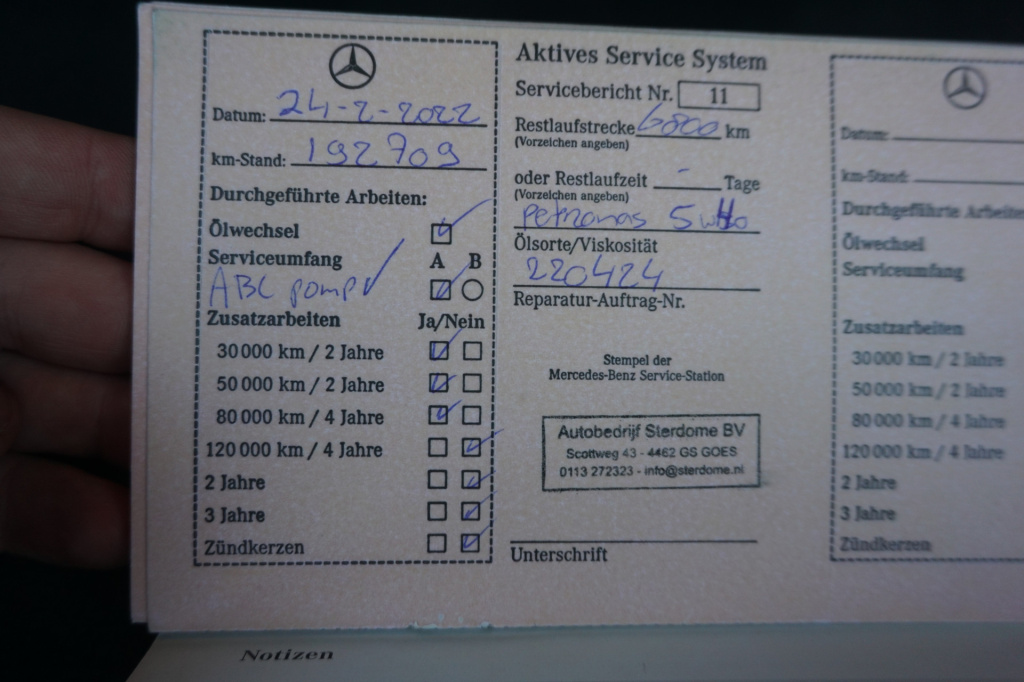 Datum: 24-2-2022
km-Stand: 192709
Durchgeführte Arbeiten:
Ölwechsel
Serviceumfang A B
ABC pomp
Zusatzarbeiten Ja/Nein
30 000 km / 2 Jahre
50 000 km / 2 Jahre
80 000 km / 4 Jahre
120 000 km / 4 Jahre
2 Jahre
3 Jahre
Zündkerzen
Aktives Service System
Servicebericht Nr. 11
Restlaufstrecke 6800 km
(Vorzeichen angeben)
oder Restlaufzeit - Tage
(Vorzeichen angeben)
petronas
Ölsorte/Viskosität
220424
Reparatur-Auftrag-Nr.
Stempel der
Mercedes-Benz Service-Station
Autobedrijf Sterdome BV
Scottweg 43 - 4462 GS GOES
0113 272323 - info@sterdome.nl
Unterschrift
Datum:
km-Stand:
Durchgeführte Arbeiten
Ölwechsel
Serviceumfang
Zusatzarbeiten
30 000 km / 2 Jahre
50 000 km / 2 Jahre
80 000 km / 4 Jahre
120 000 km / 4 Jahre
2 Jahre
3 Jahre
Zündkerzen
Notizen